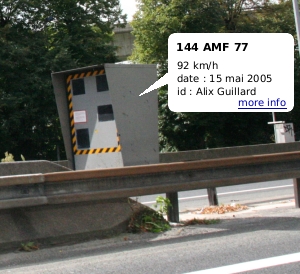 144 AMF 77
92 km/h
date : 15 mai 2005
id : Alix Guillard
more info